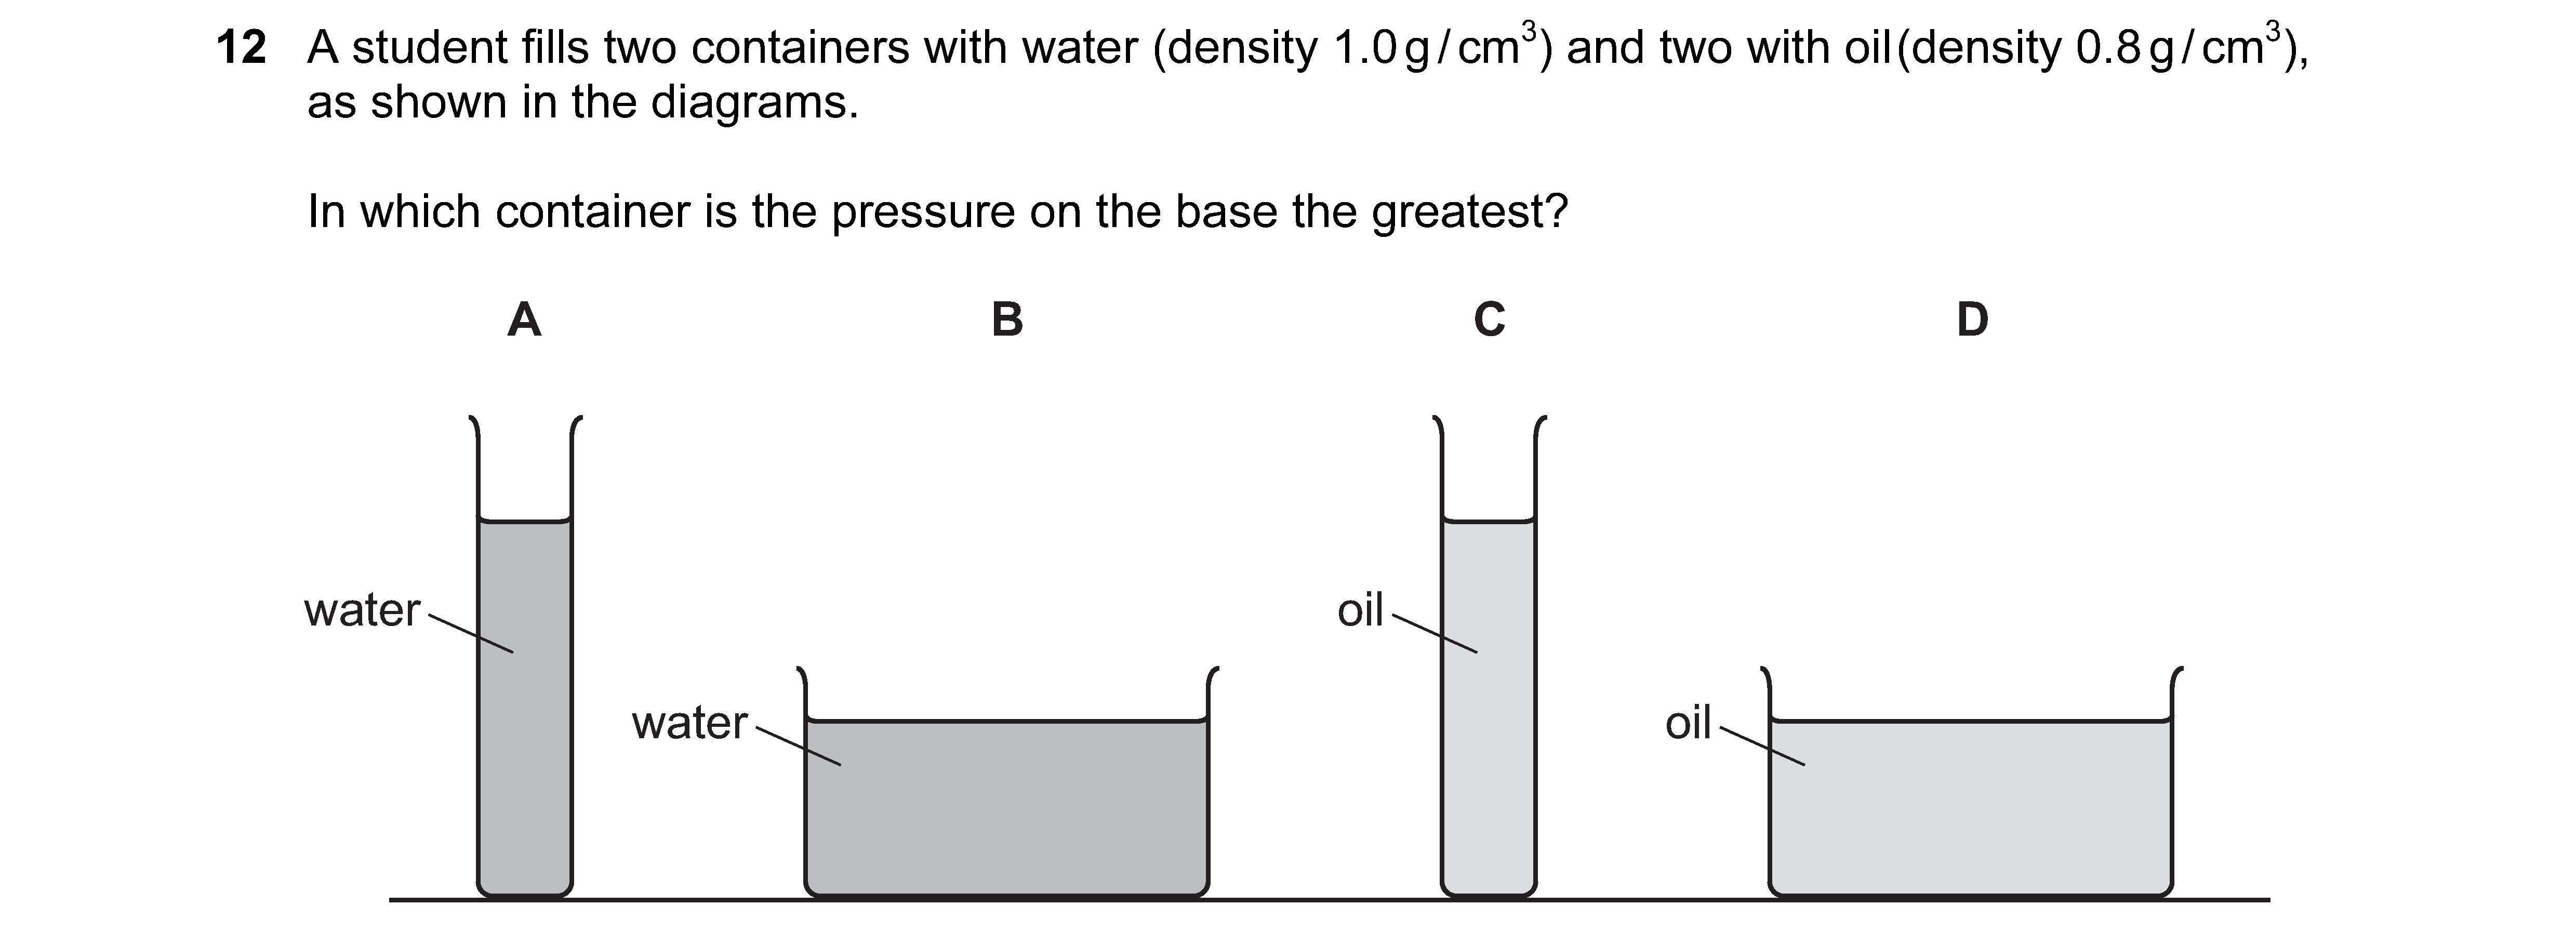 12 A student fills two containers with water (density 1.0 g / cm³) and two with oil(density 0.8 g / cm³),
as shown in the diagrams.
In which container is the pressure on the base the greatest?
A B C D
water
oil
water
oil